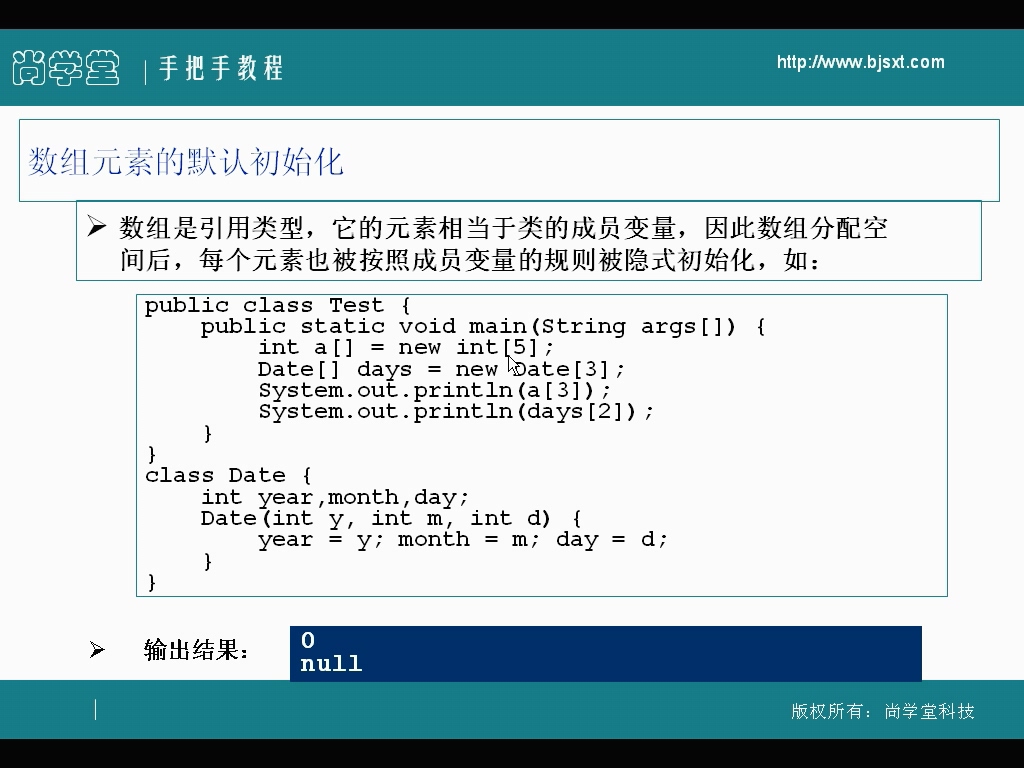 尚学堂 | 手把手教程
http://www.bjsxt.com
数组元素的默认初始化
➢ 数组是引用类型，它的元素相当于类的成员变量，因此数组分配空
间后，每个元素也被按照成员变量的规则被隐式初始化，如：
public class Test {
    public static void main(String args[]) {
        int a[] = new int[5];
        Date[] days = new Date[3];
        System.out.println(a[3]);
        System.out.println(days[2]);
    }
}
class Date {
    int year,month,day;
    Date(int y, int m, int d) {
        year = y; month = m; day = d;
    }
}
➢ 输出结果：
0
null
版权所有：尚学堂科技